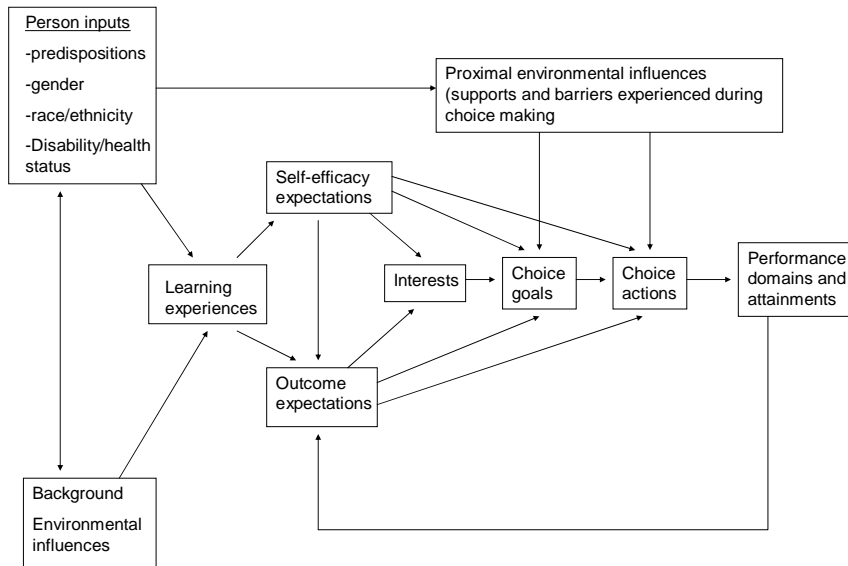 Person inputs
-predispositions
-gender
-race/ethnicity
-Disability/health
status
Proximal environmental influences
(supports and barriers experienced during
choice making
Self-efficacy
expectations
Learning
experiences
Interests
Choice
goals
Choice
actions
Performance
domains and
attainments
Outcome
expectations
Background
Environmental
influences